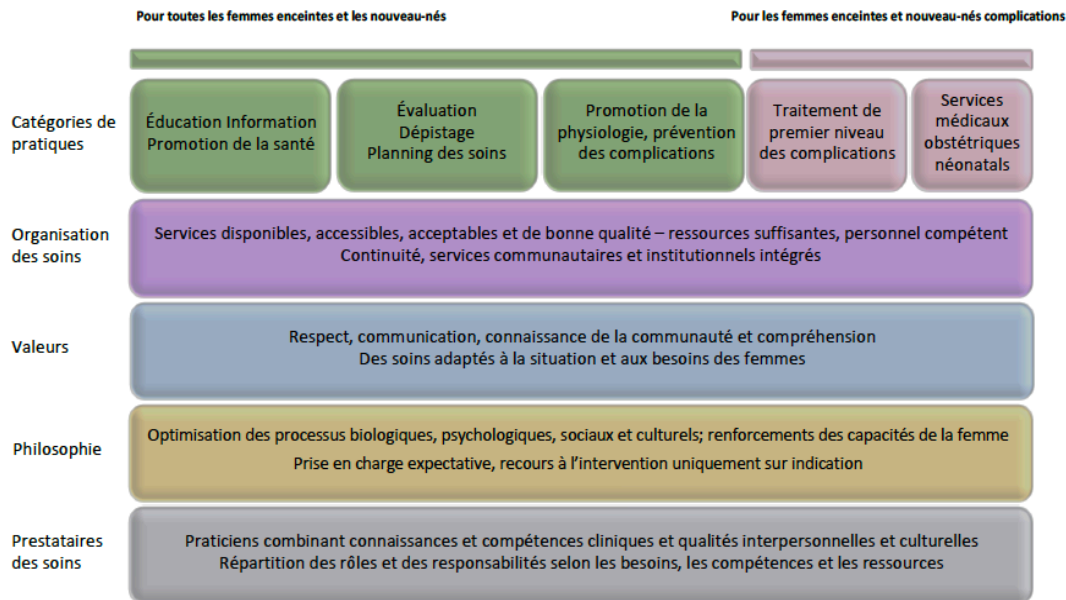 Pour toutes les femmes enceintes et les nouveau-nés
Pour les femmes enceintes et nouveau-nés complications
Catégories de
pratiques
Éducation Information
Promotion de la santé
Évaluation
Dépistage
Planning des soins
Promotion de la
physiologie, prévention
des complications
Traitement de
premier niveau
des complications
Services
médicaux
obstétriques
néonatals
Organisation
des soins
Services disponibles, accessibles, acceptables et de bonne qualité – ressources suffisantes, personnel compétent
Continuité, services communautaires et institutionnels intégrés
Valeurs
Respect, communication, connaissance de la communauté et compréhension
Des soins adaptés à la situation et aux besoins des femmes
Philosophie
Optimisation des processus biologiques, psychologiques, sociaux et culturels; renforcements des capacités de la femme
Prise en charge expectative, recours à l'intervention uniquement sur indication
Prestataires
des soins
Praticiens combinant connaissances et compétences cliniques et qualités interpersonnelles et culturelles
Répartition des rôles et des responsabilités selon les besoins, les compétences et les ressources